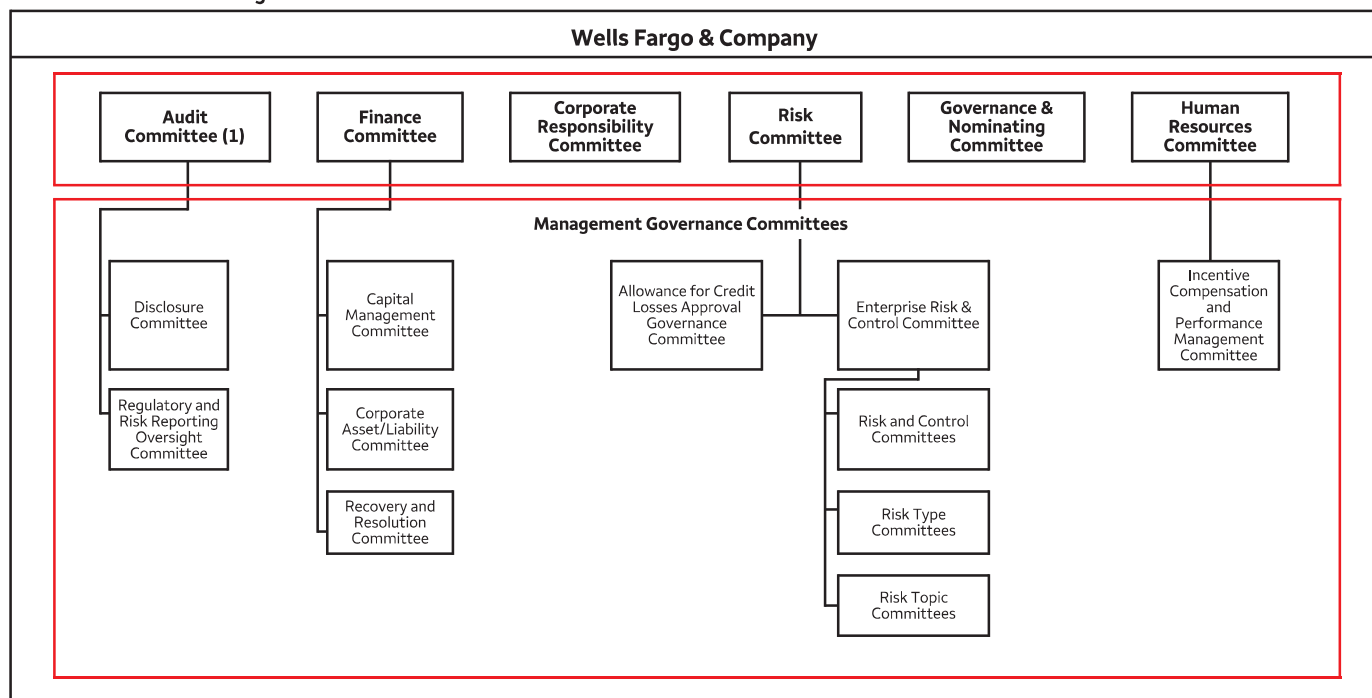 Wells Fargo & Company
Audit
Committee (1)
Finance
Committee
Corporate
Responsibility
Committee
Risk
Committee
Governance &
Nominating
Committee
Human
Resources
Committee
Management Governance Committees
Disclosure
Committee
Capital
Management
Committee
Allowance for Credit
Losses Approval
Governance
Committee
Enterprise Risk &
Control Committee
Incentive
Compensation
and
Performance
Management
Committee
Regulatory and
Risk Reporting
Oversight
Committee
Corporate
Asset/Liability
Committee
Risk and Control
Committees
Recovery and
Resolution
Committee
Risk Type
Committees
Risk Topic
Committees